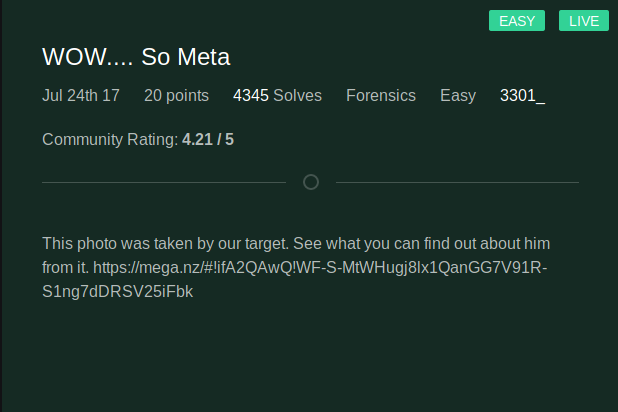 EASY LIVE
WOW.... So Meta
Jul 24th 17 20 points 4345 Solves Forensics Easy 3301_
Community Rating: 4.21 / 5
This photo was taken by our target. See what you can find out about him
from it. https://mega.nz/#!ifA2QAwQ!WF-S-MtWHugj8lx1QanGG7V91R-
S1ng7dDRSV25iFbk